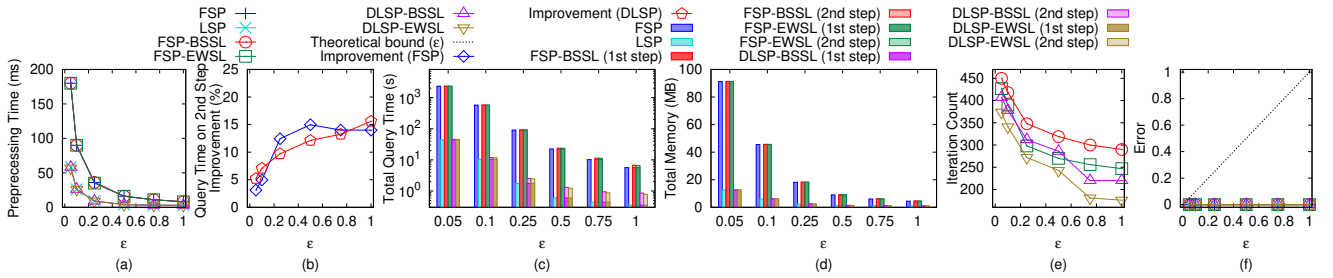 FSP
LSP
FSP-BSSL
FSP-EWSL
DLSP-BSSL
DLSP-EWSL
Theoretical bound (ε)
Improvement (FSP)
Improvement (DLSP)
FSP
LSP
FSP-BSSL (1st step)
FSP-BSSL (2nd step)
FSP-EWSL (1st step)
FSP-EWSL (2nd step)
DLSP-BSSL (1st step)
DLSP-BSSL (2nd step)
DLSP-EWSL (1st step)
DLSP-EWSL (2nd step)
Preprecessing Time (ms)
200
150
100
50
0
0 0.2 0.4 0.6 0.8 1
ε
(a)
Query Time on 2nd Step
Improvement (%)
25
20
15
10
5
0
0 0.2 0.4 0.6 0.8 1
ε
(b)
Total Query Time (s)
10³
10²
10¹
10⁰
0.05 0.1 0.25 0.5 0.75 1
ε
(c)
Total Memory (MB)
100
80
60
40
20
0
0.05 0.1 0.25 0.5 0.75 1
ε
(d)
Iteration Count
450
400
350
300
250
200
0 0.2 0.4 0.6 0.8 1
ε
(e)
Error
1
0.8
0.6
0.4
0.2
0
0 0.2 0.4 0.6 0.8 1
ε
(f)